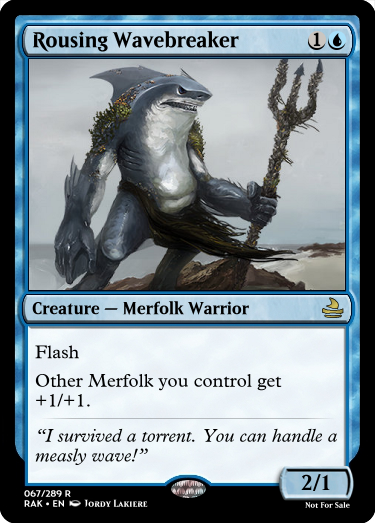 Rousing Wavebreaker 1
Creature — Merfolk Warrior
Flash
Other Merfolk you control get
+1/+1.
“I survived a torrent. You can handle a
measly wave!”
2/1
067/289 R
RAK • EN Jordy Lakiere
Not For Sale